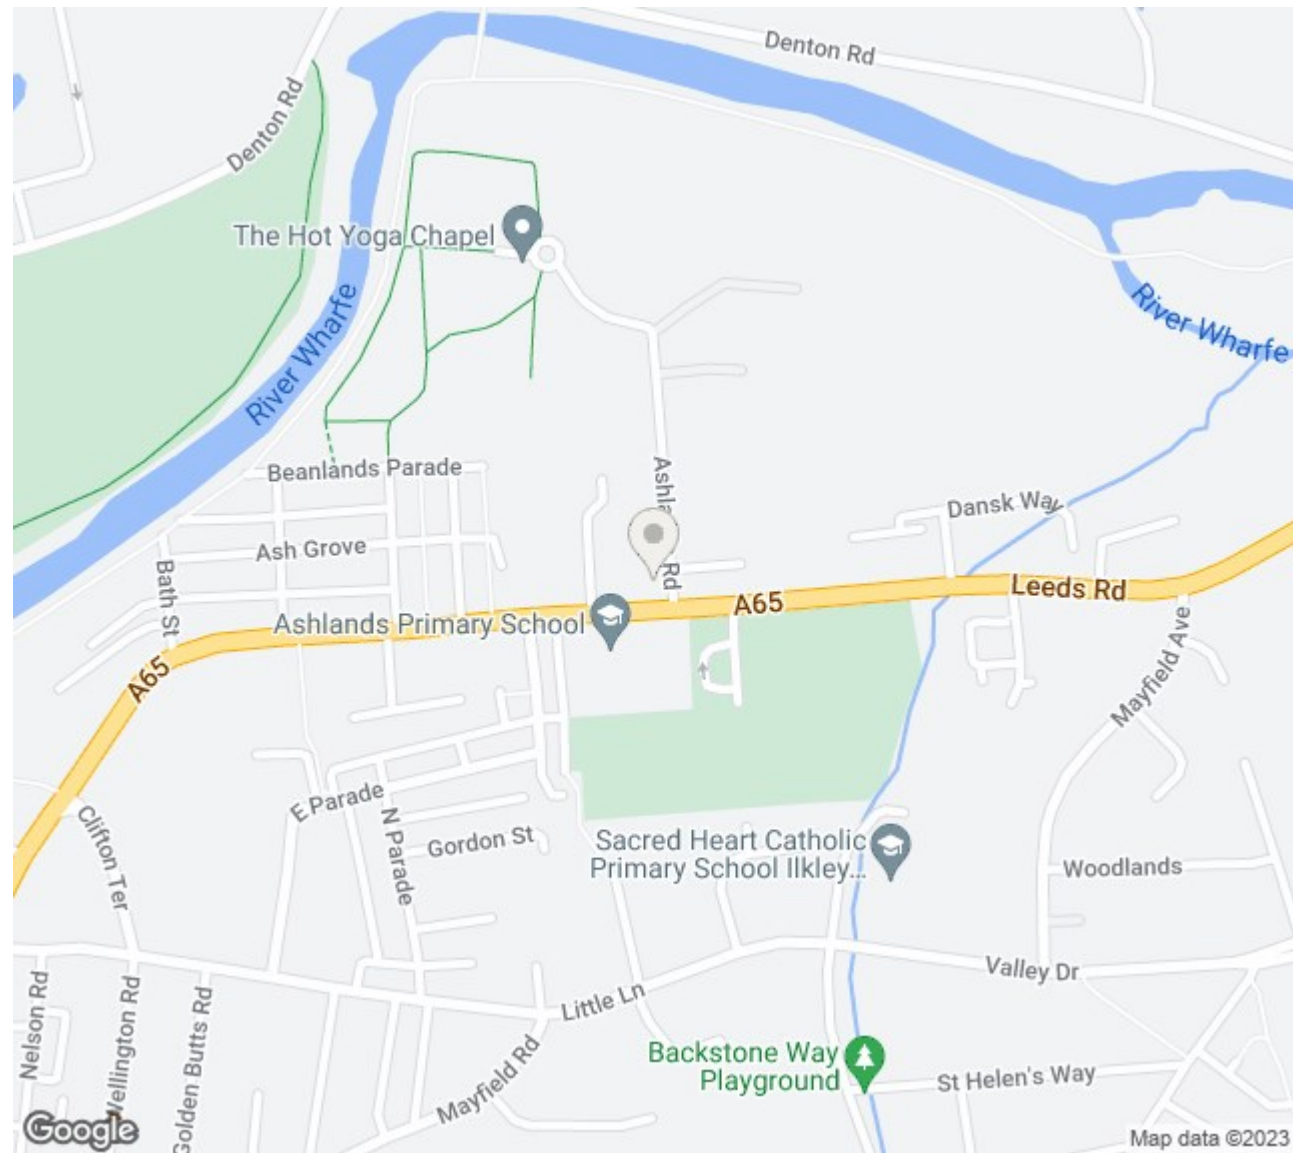 Denton Rd
Denton Rd
The Hot Yoga Chapel
River Wharfe
River Wharfe
Beanlands Parade
Ashla
Rd
Dansk Way
Ash Grove
Bath St
Leeds Rd
A65
Ashlands Primary School
A65
Mayfield Ave
E Parade
N Parade
Clifton Ter
Gordon St
Sacred Heart Catholic
Primary School Ilkley...
Woodlands
Valley Dr
Nelson Rd
Wellington Rd
Golden Butts Rd
Little Ln
Mayfield Rd
Backstone Way
Playground
St Helen's Way
Google
Map data ©2023